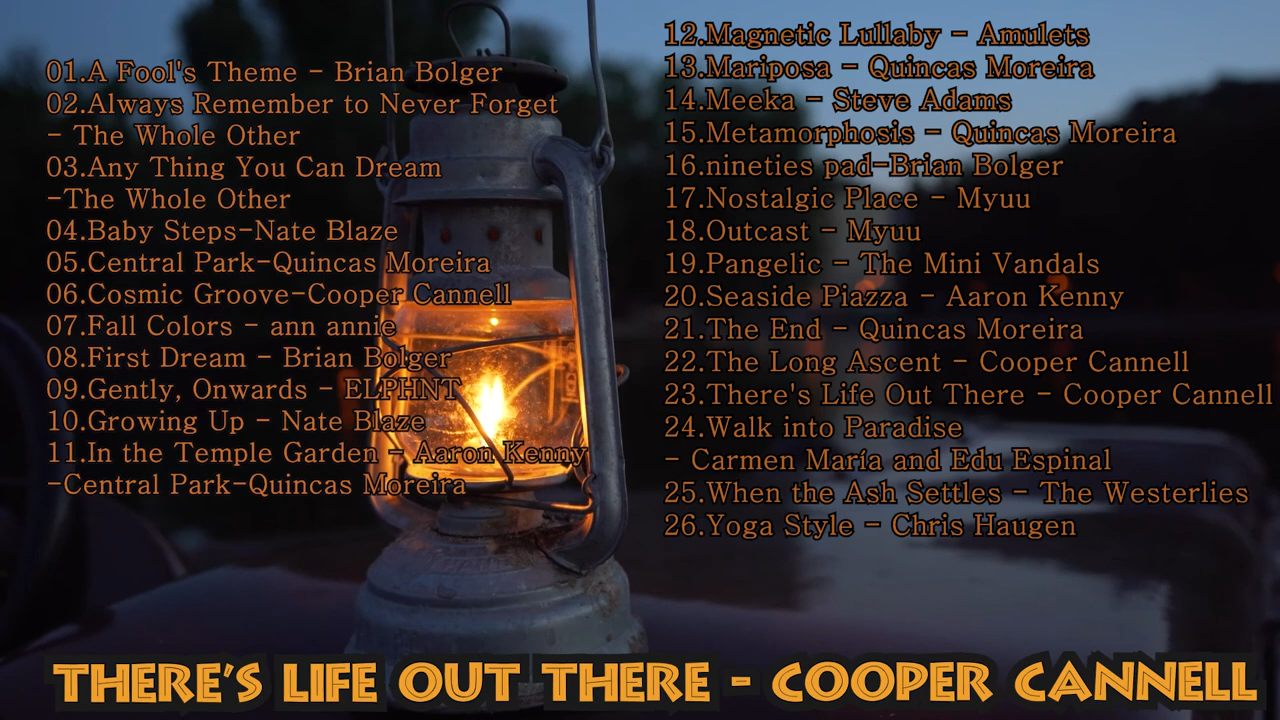 01.A Fool's Theme - Brian Bolger
02.Always Remember to Never Forget
- The Whole Other
03.Any Thing You Can Dream
-The Whole Other
04.Baby Steps-Nate Blaze
05.Central Park-Quincas Moreira
06.Cosmic Groove-Cooper Cannell
07.Fall Colors - ann annie
08.First Dream - Brian Bolger
09.Gently, Onwards - ELPHNT
10.Growing Up - Nate Blaze
11.In the Temple Garden - Aaron Kenny
-Central Park-Quincas Moreira
12.Magnetic Lullaby - Amulets
13.Mariposa - Quincas Moreira
14.Meeka - Steve Adams
15.Metamorphosis - Quincas Moreira
16.nineties pad-Brian Bolger
17.Nostalgic Place - Myuu
18.Outcast - Myuu
19.Pangelic - The Mini Vandals
20.Seaside Piazza - Aaron Kenny
21.The End - Quincas Moreira
22.The Long Ascent - Cooper Cannell
23.There's Life Out There - Cooper Cannell
24.Walk into Paradise
- Carmen María and Edu Espinal
25.When the Ash Settles - The Westerlies
26.Yoga Style - Chris Haugen
THERE'S LIFE OUT THERE - COOPER CANNELL